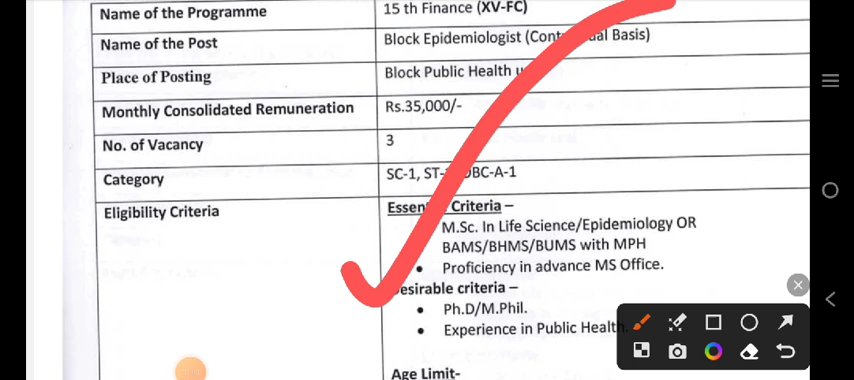 Name of the Programme 15 th Finance (XV-FC)
Name of the Post Block Epidemiologist (Basis)
Place of Posting Block Public Health
Monthly Consolidated Remuneration Rs.35,000/-
No. of Vacancy 3
Category SC-1, ST- OBC-A-1
Eligibility Criteria Criteria –
M.Sc. In Life Science/Epidemiology OR
BAMS/BHMS/BUMS with MPH
• Proficiency in advance MS Office.
Desirable criteria –
• Ph.D/M.Phil.
• Experience in Public Health.
Age Limit-